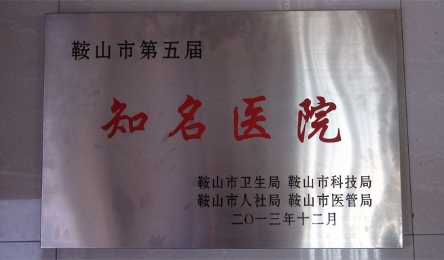 鞍山市第五届
知名医院
鞍山市卫生局 鞍山市科技局
鞍山市人社局 鞍山市医管局
二〇一三年十二月